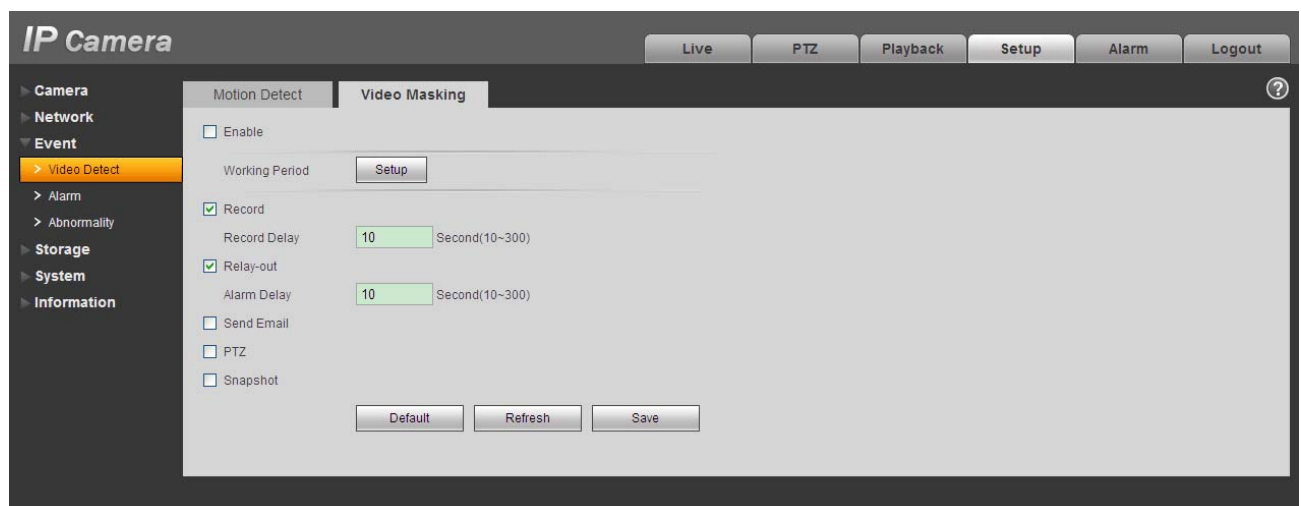 IP Camera
Live PTZ Playback Setup Alarm Logout
Camera
Network
Event
> Video Detect
> Alarm
> Abnormality
Storage
System
Information
Motion Detect Video Masking
?
Enable
Working Period Setup
Record
Record Delay 10 Second(10~300)
Relay-out
Alarm Delay 10 Second(10~300)
Send Email
PTZ
Snapshot
Default Refresh Save